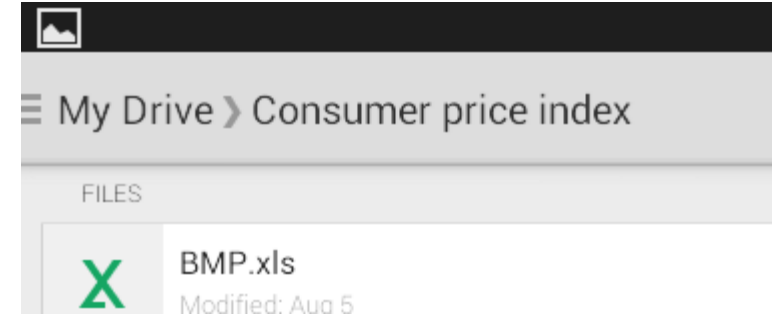 My Drive › Consumer price index
FILES
BMP.xls
Modified: Aug 5